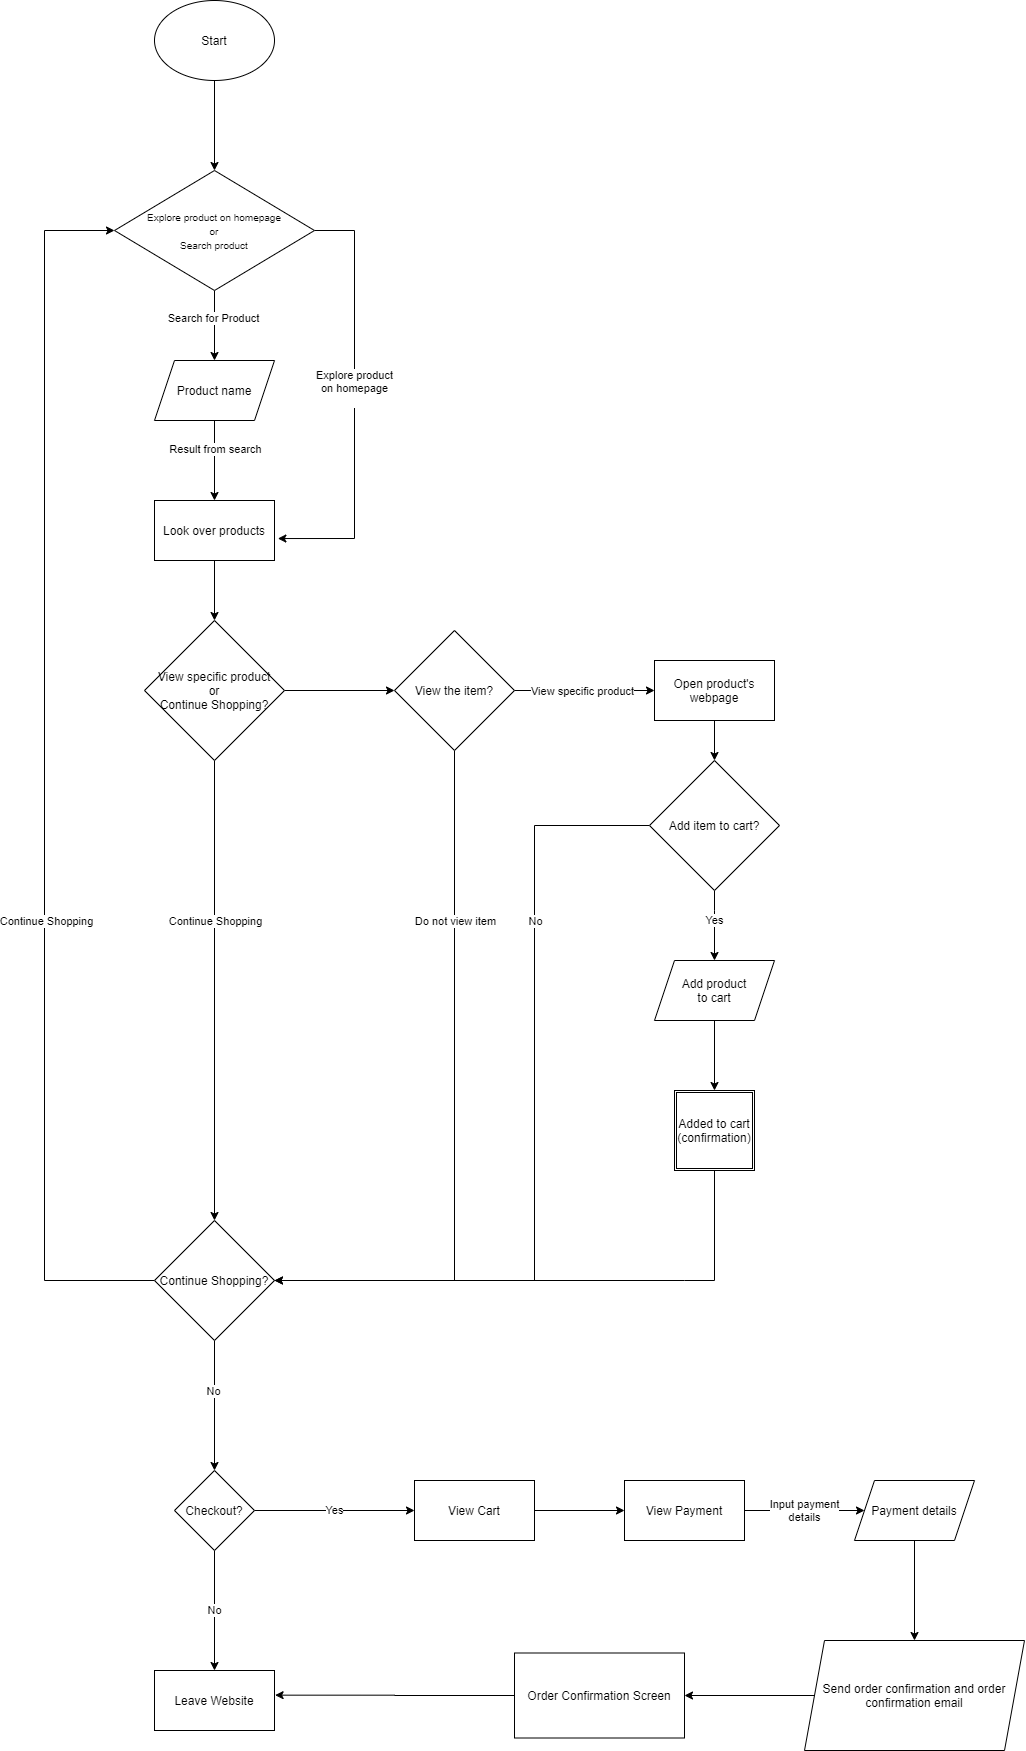 Start
Explore product on homepage
or
Search product
Search for Product
Explore product
on homepage
Product name
Result from search
Look over products
View specific product
or
Continue Shopping?
View the item?
View specific product
Open product's
webpage
Add item to cart?
Continue Shopping
Continue Shopping
Do not view item
No
Yes
Add product
to cart
Added to cart
(confirmation)
Continue Shopping?
No
Checkout?
Yes
View Cart
View Payment
Input payment
details
Payment details
No
Leave Website
Order Confirmation Screen
Send order confirmation and order
confirmation email